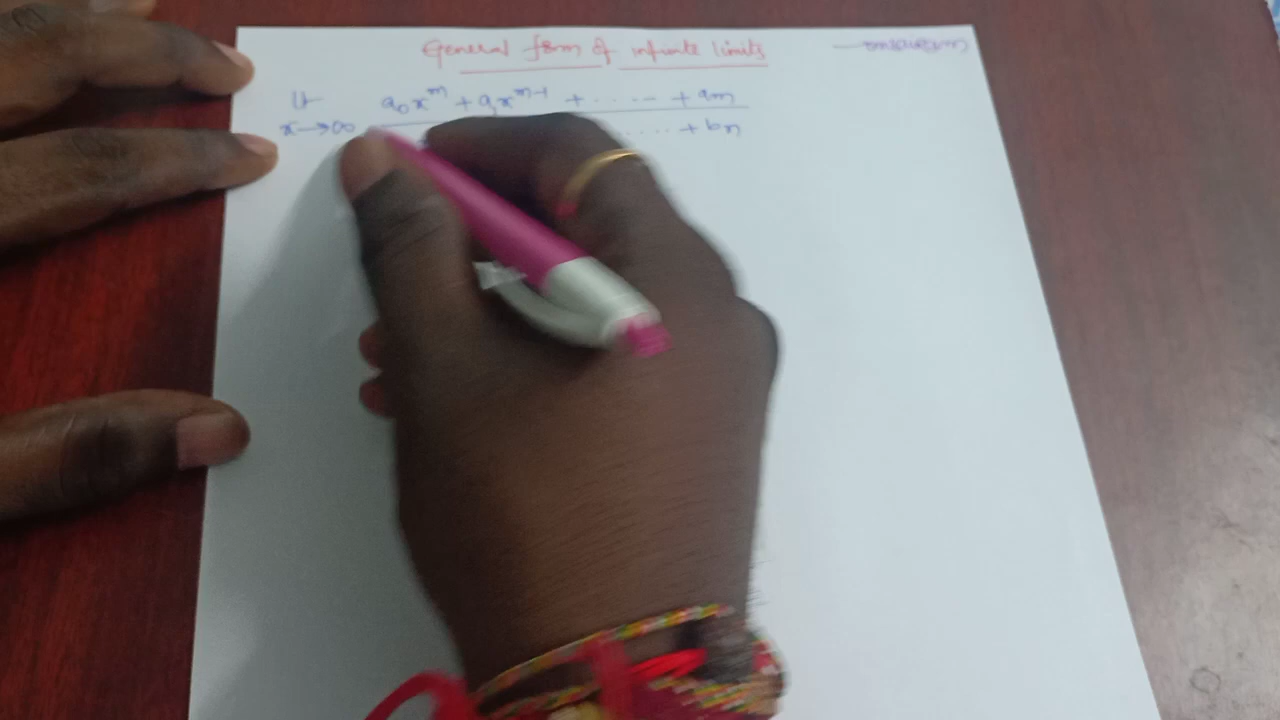 General form of infinite limits
Lt a₀xᵐ + a₁xᵐ⁻¹ + ...... + aₘ
x→∞ .... + bₙ